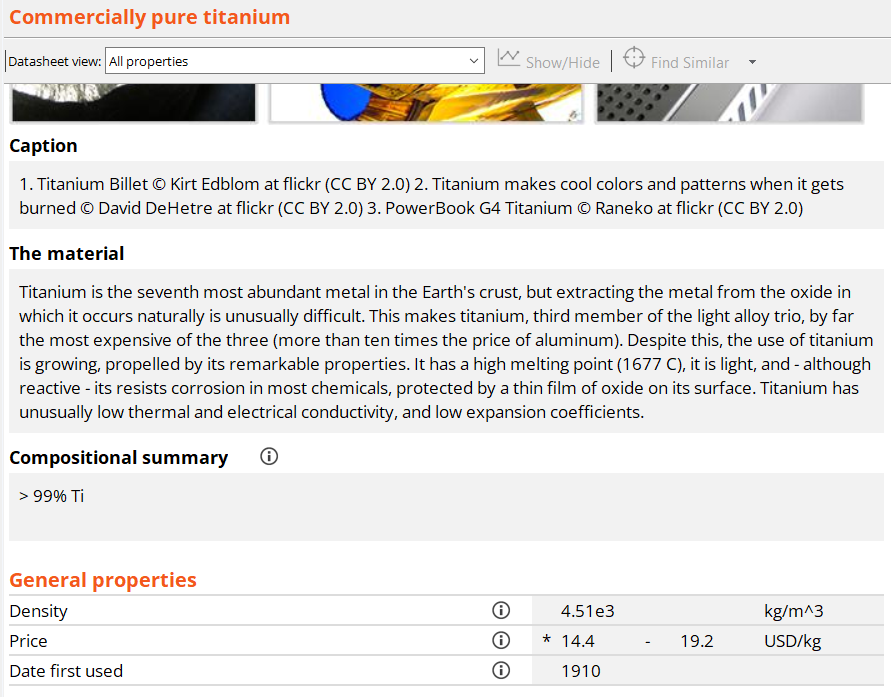 Commercially pure titanium
Datasheet view: All properties Show/Hide Find Similar
Caption
1. Titanium Billet © Kirt Edblom at flickr (CC BY 2.0) 2. Titanium makes cool colors and patterns when it gets
burned © David DeHetre at flickr (CC BY 2.0) 3. PowerBook G4 Titanium © Raneko at flickr (CC BY 2.0)
The material
Titanium is the seventh most abundant metal in the Earth's crust, but extracting the metal from the oxide in
which it occurs naturally is unusually difficult. This makes titanium, third member of the light alloy trio, by far
the most expensive of the three (more than ten times the price of aluminum). Despite this, the use of titanium
is growing, propelled by its remarkable properties. It has a high melting point (1677 C), it is light, and - although
reactive - its resists corrosion in most chemicals, protected by a thin film of oxide on its surface. Titanium has
unusually low thermal and electrical conductivity, and low expansion coefficients.
Compositional summary
> 99% Ti
General properties
Density 4.51e3 kg/m^3
Price * 14.4 - 19.2 USD/kg
Date first used 1910